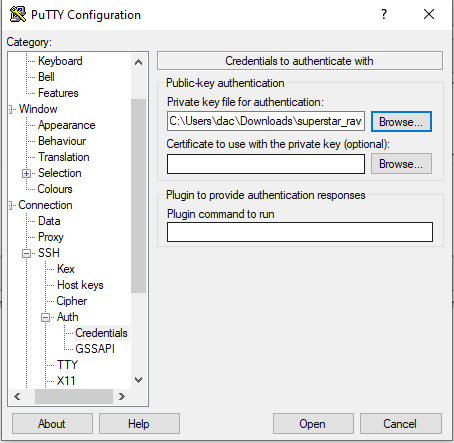 PuTTY Configuration
?
Category:
Keyboard
Bell
Features
Window
Appearance
Behaviour
Translation
Selection
Colours
Connection
Data
Proxy
SSH
Kex
Host keys
Cipher
Auth
Credentials
GSSAPI
TTY
X11
Credentials to authenticate with
Public-key authentication
Private key file for authentication:
C:\Users\dac\Downloads\superstar_rav
Browse...
Certificate to use with the private key (optional):
Browse...
Plugin to provide authentication responses
Plugin command to run
About
Help
Open
Cancel